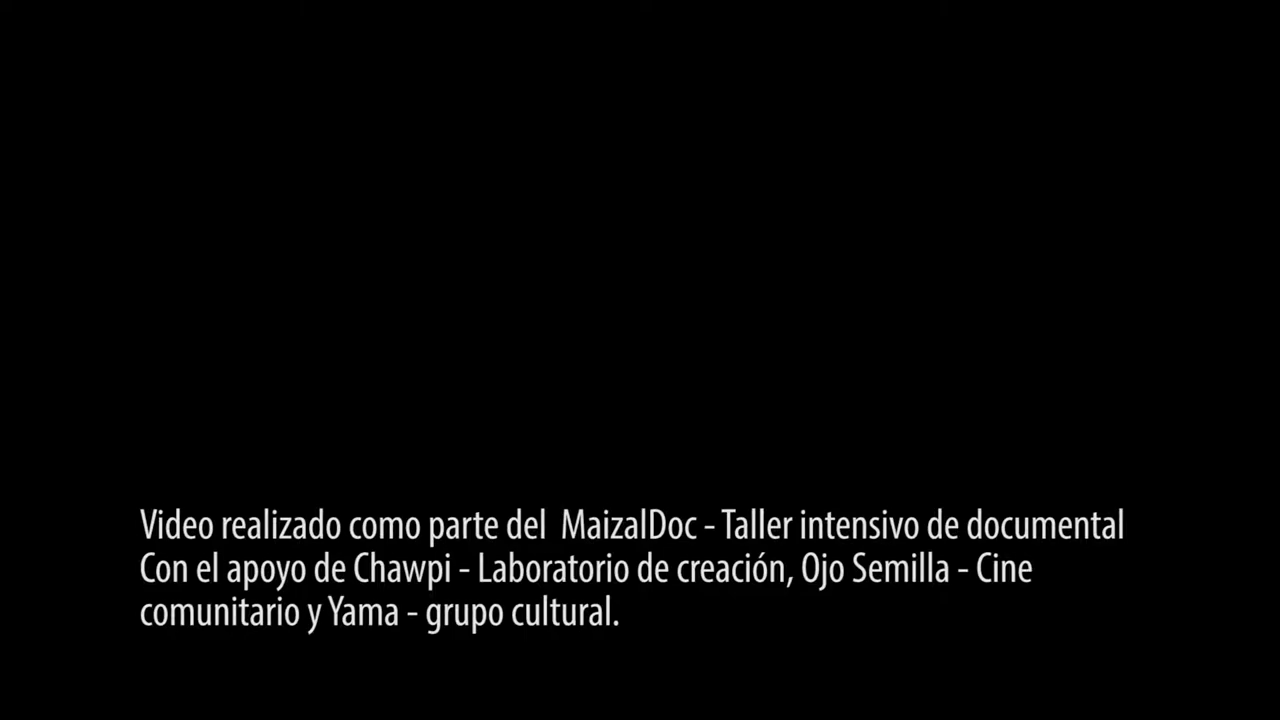 Video realizado como parte del  MaizalDoc - Taller intensivo de documental
Con el apoyo de Chawpi - Laboratorio de creación, Ojo Semilla - Cine
comunitario y Yama - grupo cultural.